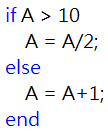 if A > 10
A = A/2;
else
A = A+1;
end